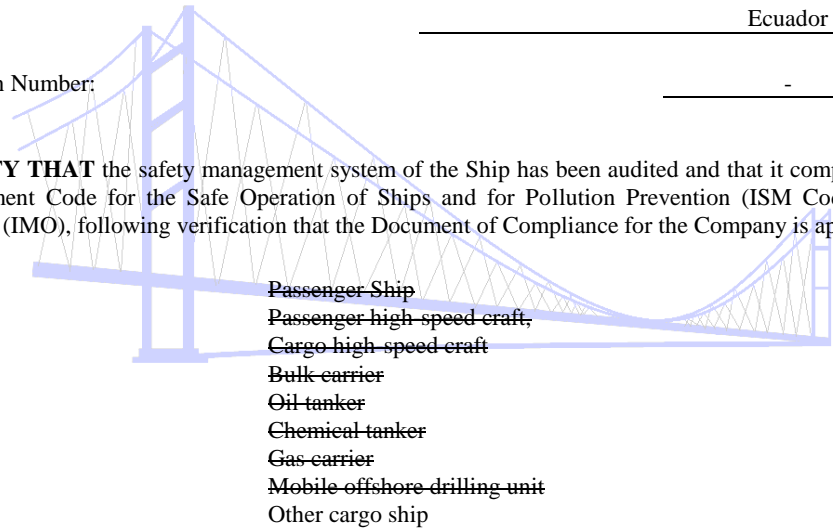 Ecuador
n Number: -
TY THAT the safety management system of the Ship has been audited and that it comp
ment Code for the Safe Operation of Ships and for Pollution Prevention (ISM Coo
(IMO), following verification that the Document of Compliance for the Company is ap
Passenger Ship
Passenger high-speed craft,
Cargo high-speed craft
Bulk carrier
Oil tanker
Chemical tanker
Gas carrier
Mobile offshore drilling unit
Other cargo ship